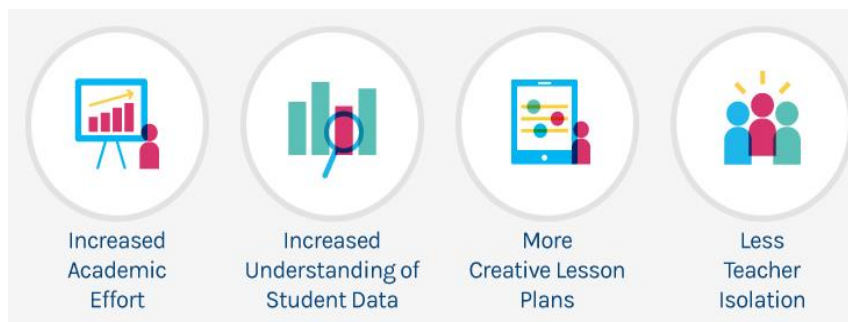 Increased
Academic
Effort
Increased
Understanding of
Student Data
More
Creative Lesson
Plans
Less
Teacher
Isolation